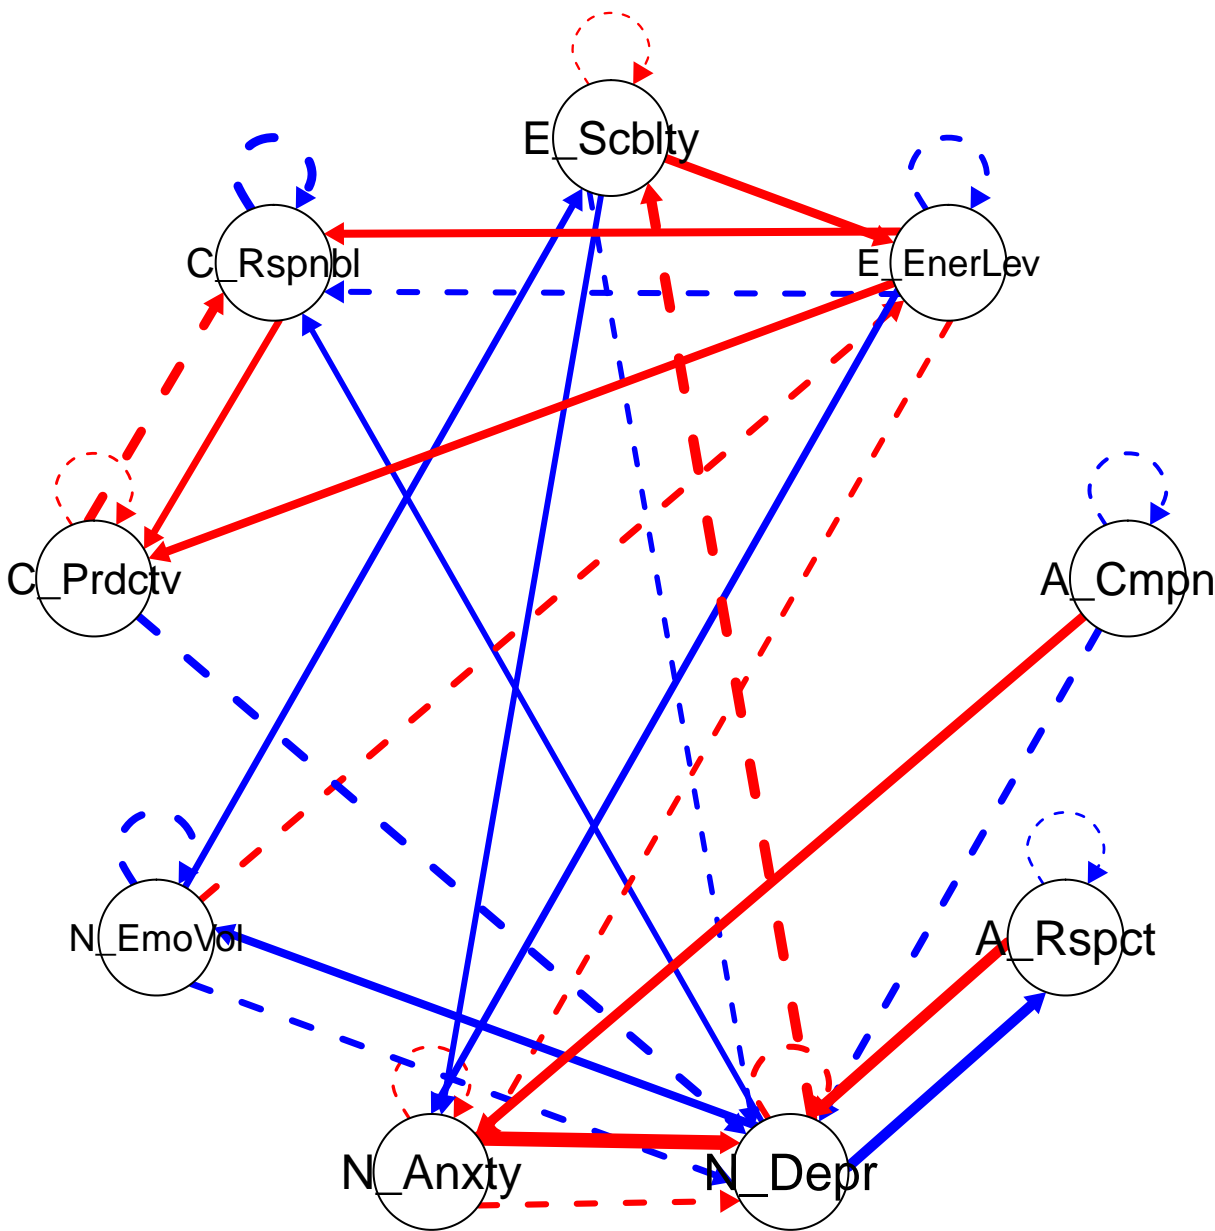 E_Scblty
C_Rspnbl
E_EnerLev
C_Prdctv
A_Cmpn
N_EmoVol
A_Rspct
N_Anxty
N_Depr